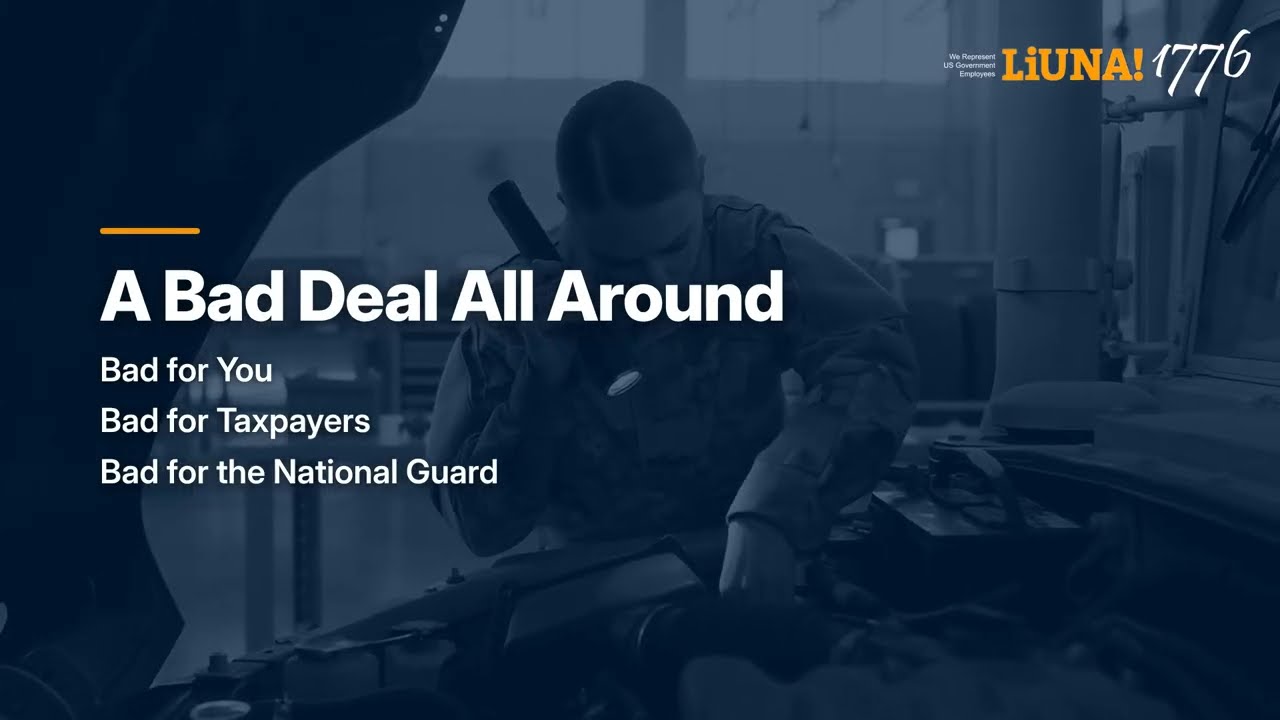 We Represent
US Government
Employees
LiUNA! 1776
A Bad Deal All Around
Bad for You
Bad for Taxpayers
Bad for the National Guard